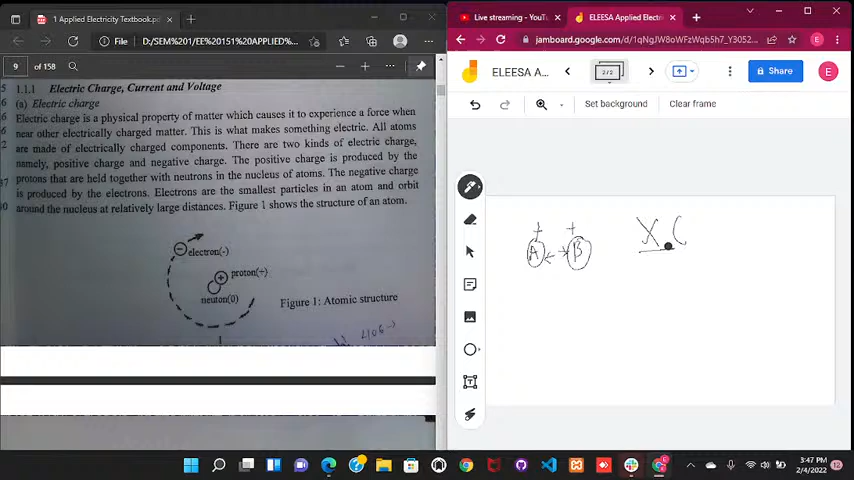 1 Applied Electricity Textbook.pd
File
D:/SEM%201/EE%20151%20APPLIED%...
9 of 158
1.1.1 Electric Charge, Current and Voltage
(a) Electric charge
Electric charge is a physical property of matter which causes it to experience a force when
near other electrically charged matter. This is what makes something electric. All atoms
are made of electrically charged components. There are two kinds of electric charge,
namely, positive charge and negative charge. The positive charge is produced by the
protons that are held together with neutrons in the nucleus of atoms. The negative charge
is produced by the electrons. Electrons are the smallest particles in an atom and orbit
around the nucleus at relatively large distances. Figure 1 shows the structure of an atom.
electron(-)
proton(+)
neuton(0)
Figure 1: Atomic structure
Live streaming - YouT
ELEESA Applied Electri
jamboard.google.com/d/1qNgJW8oWFzWqb5h7_Y3052...
E
ELEESA A...
2/2
Share
E
Set background
Clear frame
+ +
A B
X C
3:47 PM
2/4/2022